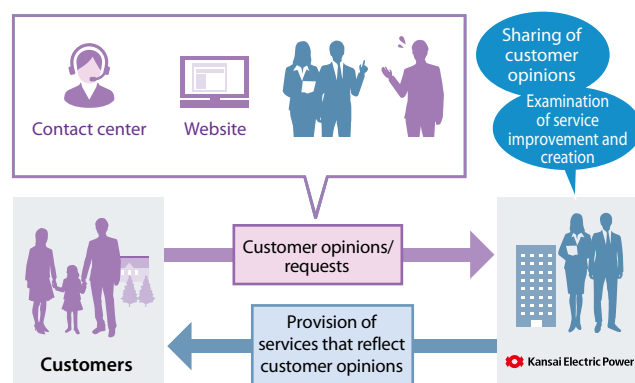 Contact center
Website
Sharing of
customer
opinions
Examination
of service
improvement and
creation
Customer opinions/
requests
Provision of
services that reflect
customer opinions
Customers
Kansai Electric Power